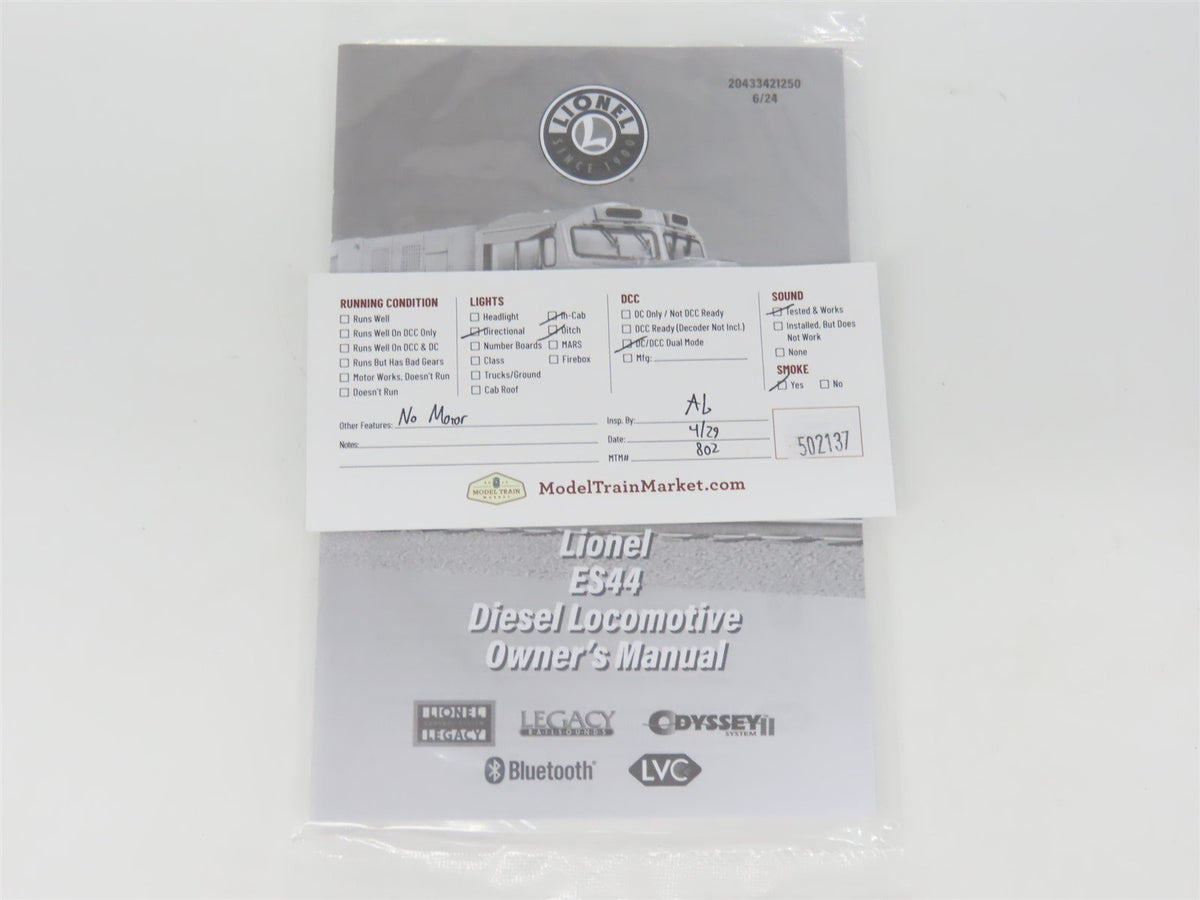 20433421250
6/24
LIONEL
L
SINCE 1900
RUNNING CONDITION
Runs Well
Runs Well On DCC Only
Runs Well On DCC & DC
Runs But Has Bad Gears
Motor Works, Doesn't Run
Doesn't Run
LIGHTS
Headlight
Directional
Number Boards
Class
Trucks/Ground
Cab Roof
In-Cab
Ditch
MARS
Firebox
DCC
DC Only / Not DCC Ready
DCC Ready (Decoder Not Incl.)
DC/DCC Dual Mode
Mfg:
SOUND
Tested & Works
Installed, But Does
Not Work
None
SMOKE
Yes No
Other Features: No Motor
Notes:
Insp. By: AL
Date: 4/29
MTM# 802
502137
MODEL TRAIN
MARKET
ModelTrainMarket.com
Lionel
ES44
Diesel Locomotive
Owner's Manual
LIONEL
LEGACY
LEGACY
RAILSOUNDS
ODYSSEY II
SYSTEM
Bluetooth
LVC